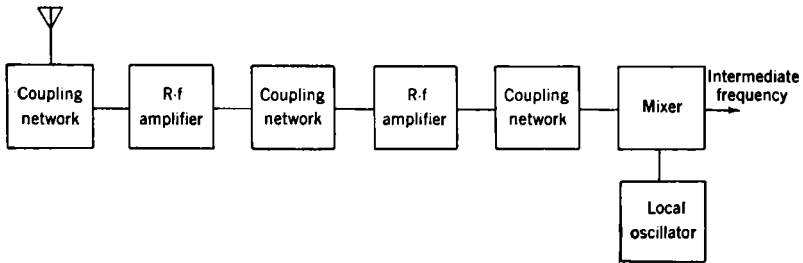 Coupling
network
R-f
amplifier
Coupling
network
R-f
amplifier
Coupling
network
Mixer
Intermediate
frequency
Local
oscillator